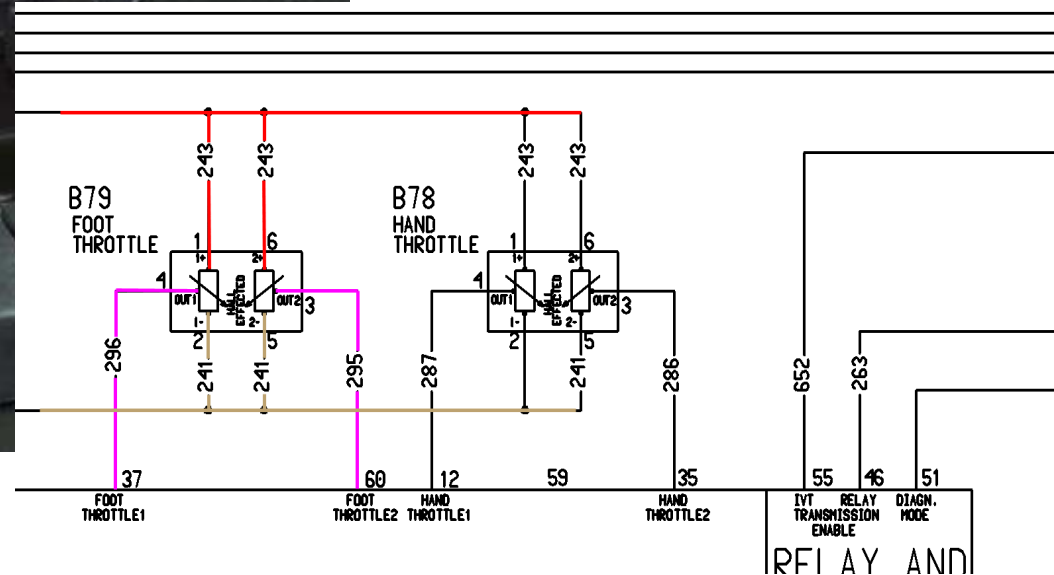 243
243
243
243
B79
FOOT
THROTTLE
B78
HAND
THROTTLE
1
6
1
6
1+
2+
1+
2+
4
OUT1
HALL
EFFECTED
OUT2
3
4
OUT1
HALL
EFFECTED
OUT2
3
1-
2-
1-
2-
2
5
2
5
296
241
241
295
287
241
286
652
263
37
60
12
59
35
55
46
51
FOOT
THROTTLE1
FOOT
THROTTLE2
HAND
THROTTLE1
HAND
THROTTLE2
IVT
TRANSMISSION
ENABLE
RELAY
DIAGN.
MODE
RELAY AND